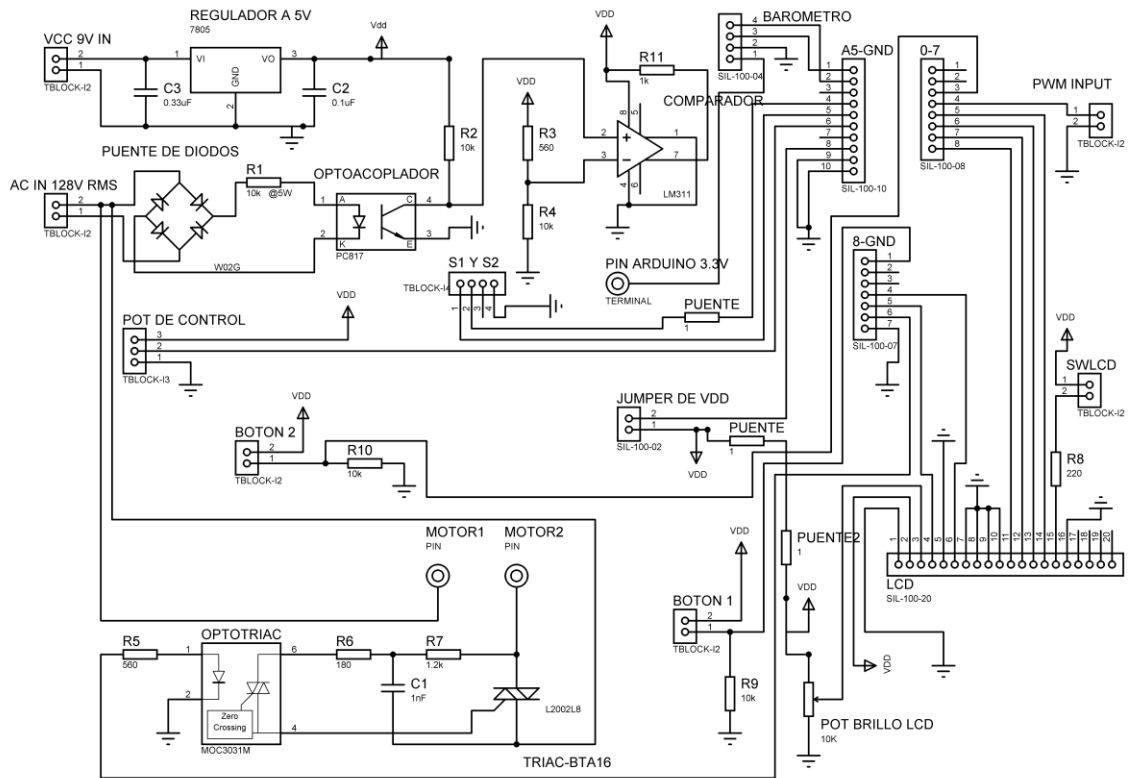 REGULADOR A 5V
7805
VCC 9V IN
2
1
TBLOCK-I2
1
VI
VO
3
GND
2
C3
0.33uF
C2
0.1uF
Vdd
PUENTE DE DIODOS
AC IN 128V RMS
2
1
TBLOCK-I2
W02G
R1
10k @5W
OPTOACOPLADOR
1
A
C
4
2
K
E
3
PC817
R2
10k
VDD
R3
560
R4
10k
VDD
R11
1k
COMPARADOR
8
5
2
3
1
7
4
6
LM311
BAROMETRO
4
3
2
1
SIL-100-04
A5-GND
1
2
3
4
5
6
7
8
9
10
SIL-100-10
0-7
1
2
3
4
5
6
7
8
SIL-100-08
PWM INPUT
1
2
TBLOCK-I2
8-GND
1
2
3
4
5
6
7
SIL-100-07
PIN ARDUINO 3.3V
TERMINAL
S1 Y S2
TBLOCK-I4
1
2
3
4
PUENTE
1
POT DE CONTROL
3
2
1
TBLOCK-I3
VDD
VDD
SWLCD
1
2
TBLOCK-I2
R8
220
JUMPER DE VDD
2
1
SIL-100-02
VDD
PUENTE
1
BOTON 2
2
1
TBLOCK-I2
VDD
R10
10k
MOTOR1
PIN
MOTOR2
PIN
VDD
PUENTE2
1
BOTON 1
2
1
TBLOCK-I2
R9
10k
VDD
VDD
POT BRILLO LCD
10K
1
2
3
4
5
6
7
8
9
10
11
12
13
14
15
16
17
18
19
20
LCD
SIL-100-20
R5
560
OPTOTRIAC
1
2
6
4
Zero
Crossing
MOC3031M
R6
180
R7
1.2k
C1
1nF
L2002L8
TRIAC-BTA16